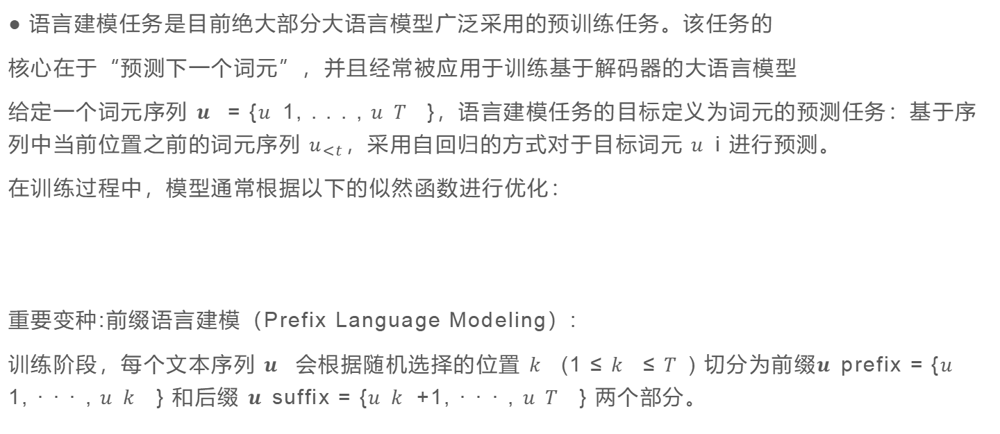 ● 语言建模任务是目前绝大部分大语言模型广泛采用的预训练任务。该任务的
核心在于“预测下一个词元”，并且经常被应用于训练基于解码器的大语言模型
给定一个词元序列 𝒖 = {𝑢 1, . . . , 𝑢 𝑇 }，语言建模任务的目标定义为词元的预测任务：基于序
列中当前位置之前的词元序列 𝑢<𝑡，采用自回归的方式对于目标词元 𝑢 i 进行预测。
在训练过程中，模型通常根据以下的似然函数进行优化：
重要变种:前缀语言建模（Prefix Language Modeling）:
训练阶段，每个文本序列 𝒖 会根据随机选择的位置 𝑘 (1 ≤ 𝑘 ≤ 𝑇 ) 切分为前缀𝒖 prefix = {𝑢
1, · · · , 𝑢 𝑘 } 和后缀 𝒖 suffix = {𝑢 𝑘 +1, · · · , 𝑢 𝑇 } 两个部分。